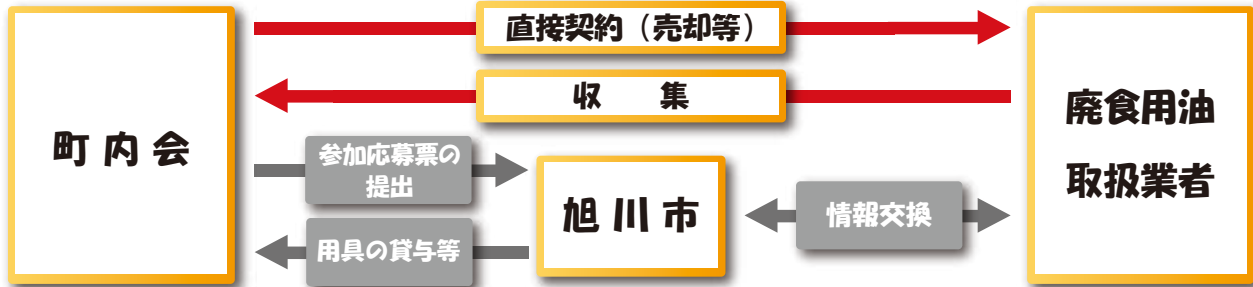 直接契約（売却等）
収　集
町内会
廃食用油
取扱業者
参加応募票の
提出
旭川市
情報交換
用具の貸与等